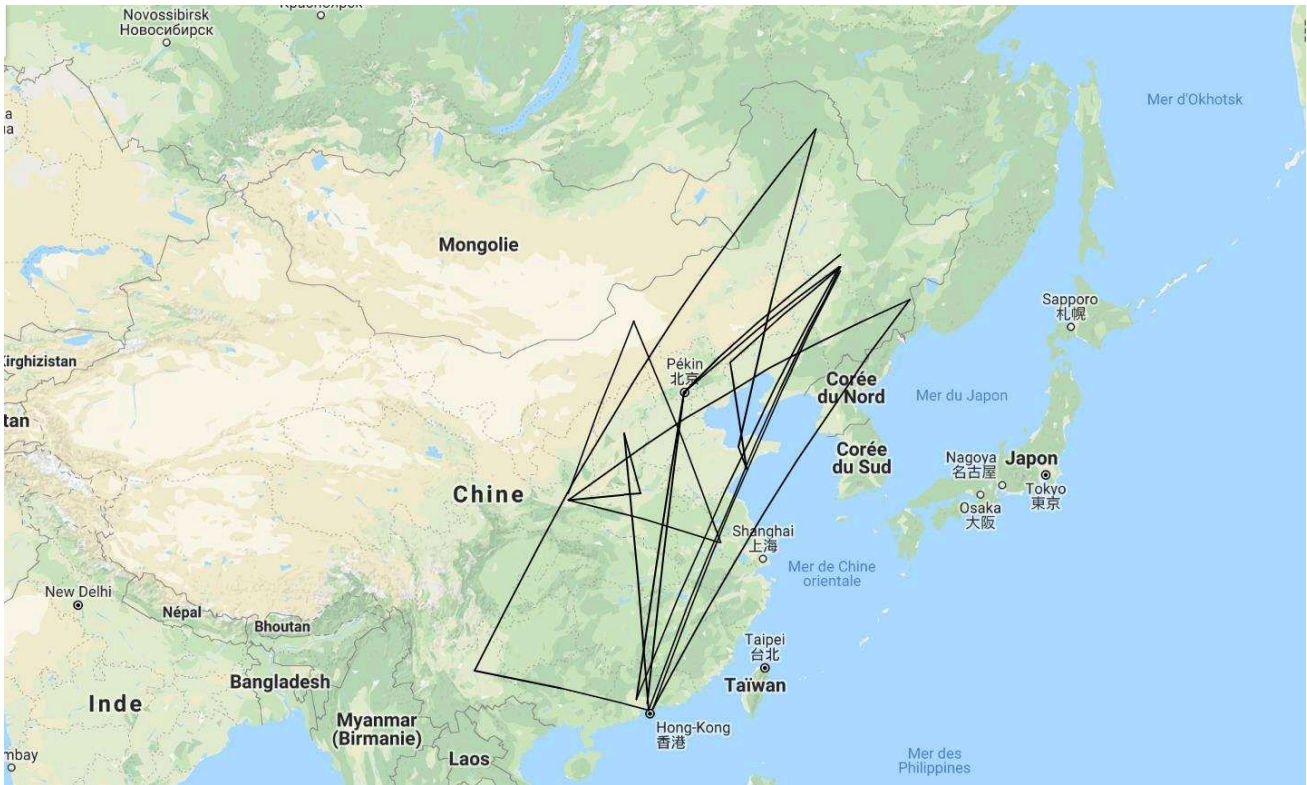 Novossibirsk
Новосибирск
Mer d'Okhotsk
Mongolie
Sapporo
札幌
Kirghizistan
Pékin
北京
Corée
du Nord
Mer du Japon
tan
Corée
du Sud
Nagoya
名古屋
Japon
Tokyo
東京
Osaka
大阪
Chine
Shanghai
上海
Mer de Chine
orientale
New Delhi
Népal
Bhoutan
Taipei
台北
Bangladesh
Taïwan
Inde
Myanmar
(Birmanie)
Hong-Kong
香港
Laos
mbay
Mer des
Philippines